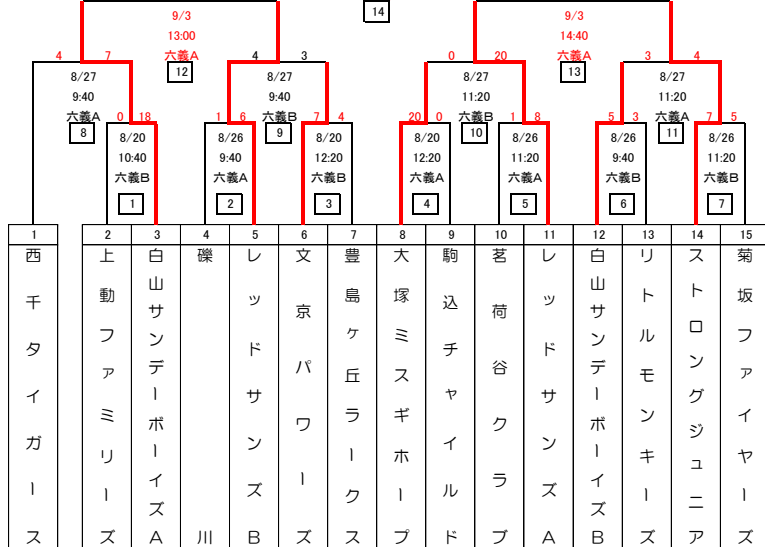 14
9/3
13:00
六義A
12
9/3
14:40
六義A
13
4
7
4
3
0
20
3
4
8/27
9:40
六義A
8
8/27
9:40
六義B
9
8/27
11:20
六義B
10
8/27
11:20
六義A
11
0
18
1
6
7
4
20
0
1
8
5
3
7
5
8/20
10:40
六義B
1
8/26
9:40
六義A
2
8/20
12:20
六義B
3
8/20
12:20
六義A
4
8/26
11:20
六義A
5
8/26
9:40
六義B
6
8/26
11:20
六義B
7
1
2
3
4
5
6
7
8
9
10
11
12
13
14
15
西千タイガース
上動ファミリーズ
白山サンデーボーイズA
礫川
レッドサンズB
文京パワーズ
豊島ヶ丘ラークス
大塚ミスギホープ
駒込チャイルド
茗荷谷クラブ
レッドサンズA
白山サンデーボーイズB
リトルモンキーズ
ストロングジュニア
菊坂ファイヤーズ